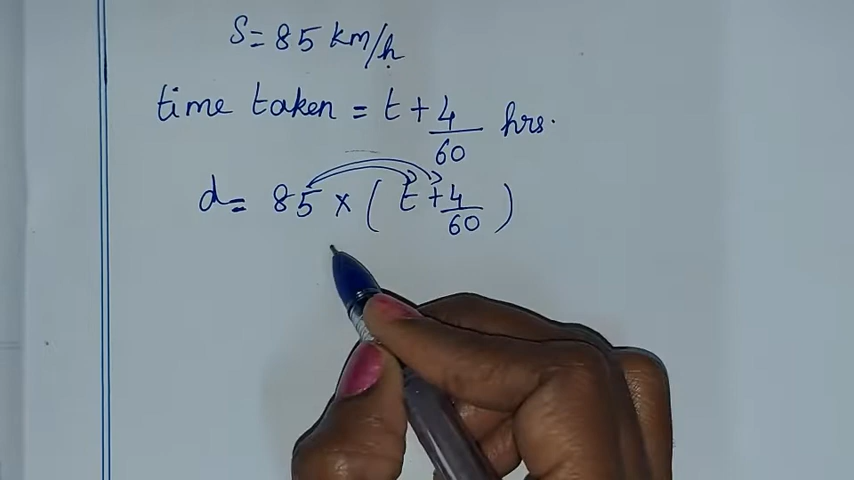 S = 85 km/h
time taken = t + 4/60 hrs.
d = 85 × ( t + 4/60 )